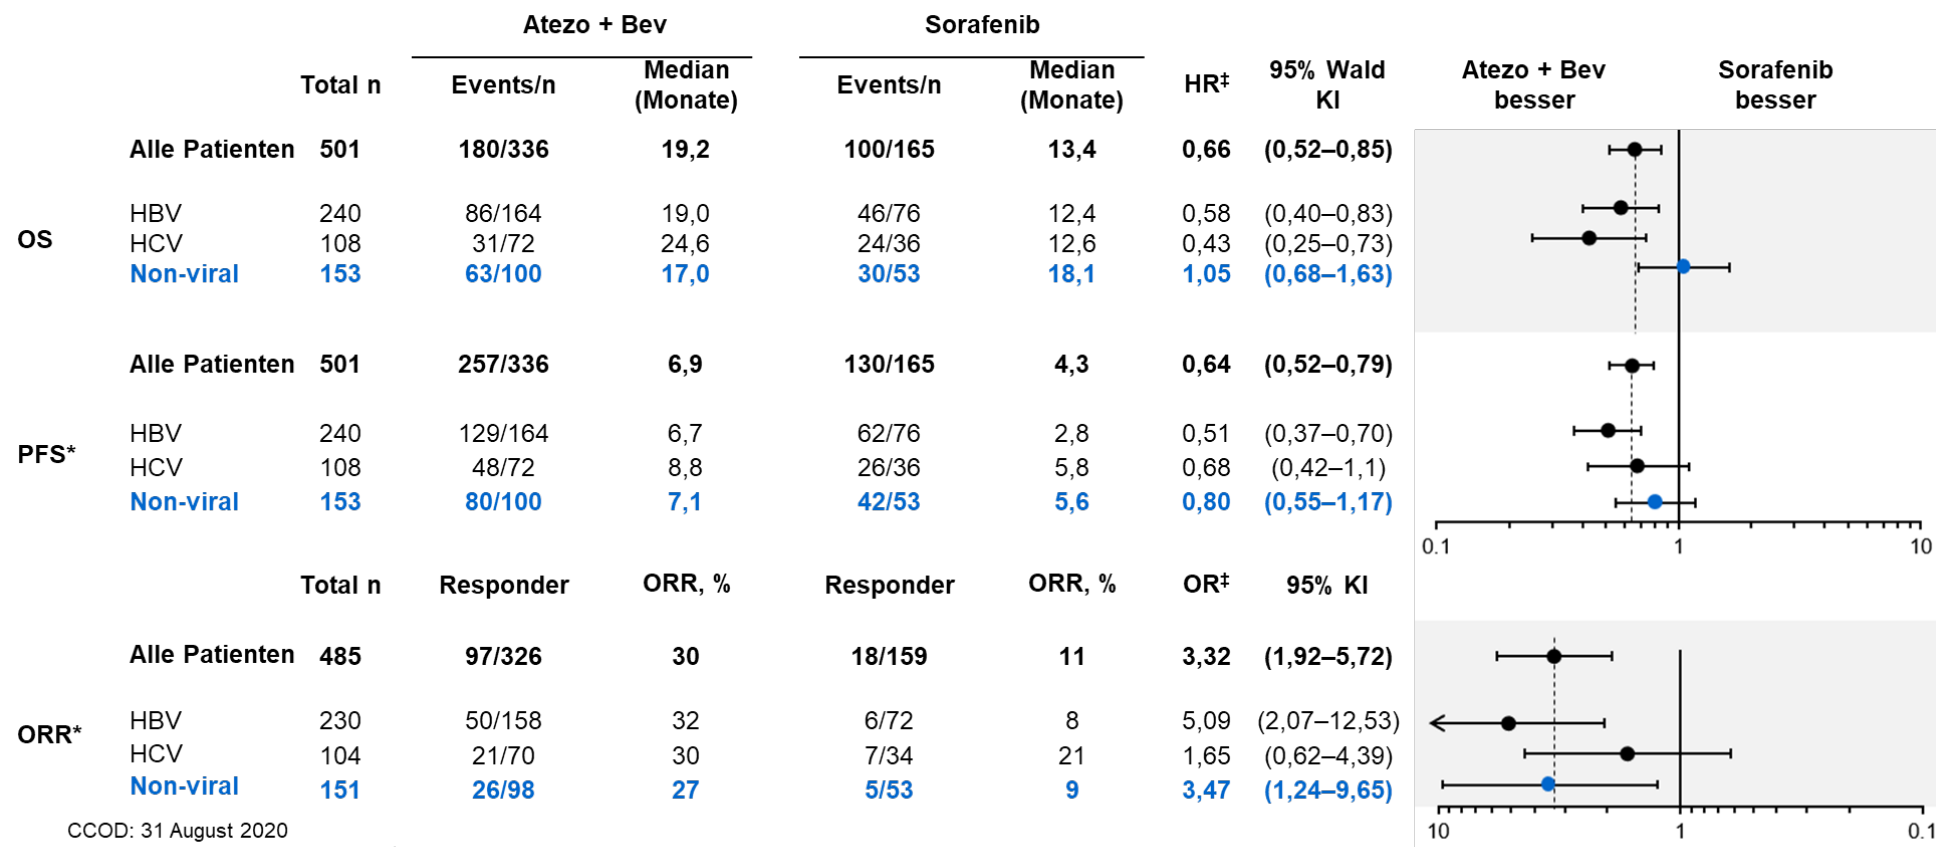 Atezo + Bev Sorafenib
Total n Events/n Median (Monate) Events/n Median (Monate) HR‡ 95% Wald KI Atezo + Bev besser Sorafenib besser
OS
Alle Patienten 501 180/336 19,2 100/165 13,4 0,66 (0,52–0,85)
HBV 240 86/164 19,0 46/76 12,4 0,58 (0,40–0,83)
HCV 108 31/72 24,6 24/36 12,6 0,43 (0,25–0,73)
Non-viral 153 63/100 17,0 30/53 18,1 1,05 (0,68–1,63)
PFS*
Alle Patienten 501 257/336 6,9 130/165 4,3 0,64 (0,52–0,79)
HBV 240 129/164 6,7 62/76 2,8 0,51 (0,37–0,70)
HCV 108 48/72 8,8 26/36 5,8 0,68 (0,42–1,1)
Non-viral 153 80/100 7,1 42/53 5,6 0,80 (0,55–1,17)
0.1 1 10
Total n Responder ORR, % Responder ORR, % OR‡ 95% KI
ORR*
Alle Patienten 485 97/326 30 18/159 11 3,32 (1,92–5,72)
HBV 230 50/158 32 6/72 8 5,09 (2,07–12,53)
HCV 104 21/70 30 7/34 21 1,65 (0,62–4,39)
Non-viral 151 26/98 27 5/53 9 3,47 (1,24–9,65)
10 1 0.1
CCOD: 31 August 2020